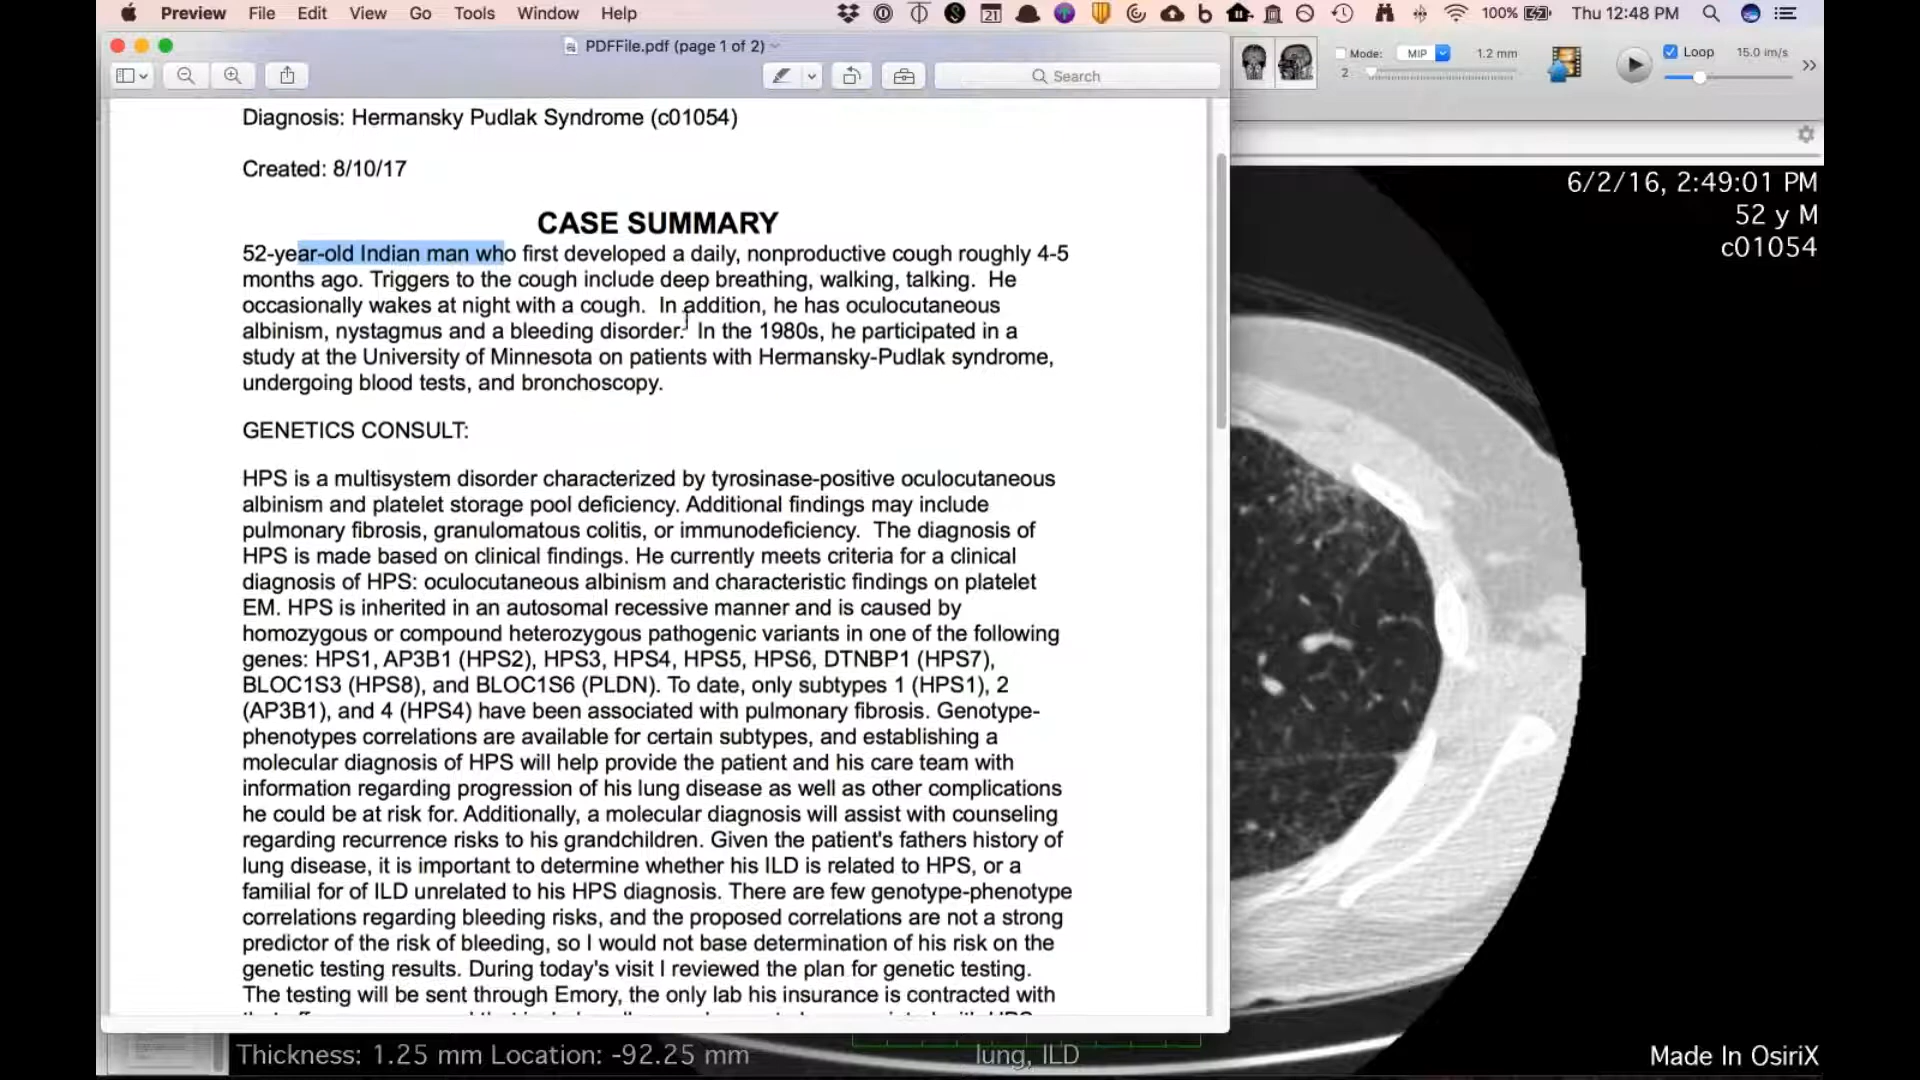 Preview File Edit View Go Tools Window Help
21
100%
Thu 12:48 PM
PDFFile.pdf (page 1 of 2)
Search
Mode: MIP
2
1.2 mm
Loop
15.0 im/s
Diagnosis: Hermansky Pudlak Syndrome (c01054)
Created: 8/10/17
CASE SUMMARY
52-year-old Indian man who first developed a daily, nonproductive cough roughly 4-5
months ago. Triggers to the cough include deep breathing, walking, talking. He
occasionally wakes at night with a cough. In addition, he has oculocutaneous
albinism, nystagmus and a bleeding disorder. In the 1980s, he participated in a
study at the University of Minnesota on patients with Hermansky-Pudlak syndrome,
undergoing blood tests, and bronchoscopy.
GENETICS CONSULT:
HPS is a multisystem disorder characterized by tyrosinase-positive oculocutaneous
albinism and platelet storage pool deficiency. Additional findings may include
pulmonary fibrosis, granulomatous colitis, or immunodeficiency. The diagnosis of
HPS is made based on clinical findings. He currently meets criteria for a clinical
diagnosis of HPS: oculocutaneous albinism and characteristic findings on platelet
EM. HPS is inherited in an autosomal recessive manner and is caused by
homozygous or compound heterozygous pathogenic variants in one of the following
genes: HPS1, AP3B1 (HPS2), HPS3, HPS4, HPS5, HPS6, DTNBP1 (HPS7),
BLOC1S3 (HPS8), and BLOC1S6 (PLDN). To date, only subtypes 1 (HPS1), 2
(AP3B1), and 4 (HPS4) have been associated with pulmonary fibrosis. Genotype-
phenotypes correlations are available for certain subtypes, and establishing a
molecular diagnosis of HPS will help provide the patient and his care team with
information regarding progression of his lung disease as well as other complications
he could be at risk for. Additionally, a molecular diagnosis will assist with counseling
regarding recurrence risks to his grandchildren. Given the patient's fathers history of
lung disease, it is important to determine whether his ILD is related to HPS, or a
familial for of ILD unrelated to his HPS diagnosis. There are few genotype-phenotype
correlations regarding bleeding risks, and the proposed correlations are not a strong
predictor of the risk of bleeding, so I would not base determination of his risk on the
genetic testing results. During today's visit I reviewed the plan for genetic testing.
The testing will be sent through Emory, the only lab his insurance is contracted with
6/2/16, 2:49:01 PM
52 y M
c01054
Thickness: 1.25 mm Location: -92.25 mm
lung, ILD
Made In OsiriX